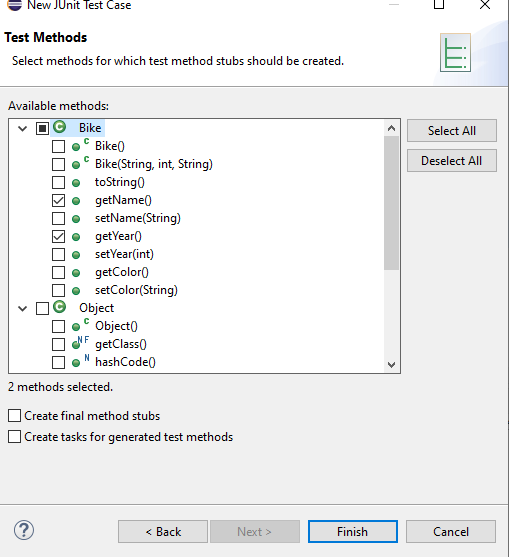 New JUnit Test Case
Test Methods
Select methods for which test method stubs should be created.
Available methods:
C Bike
C Bike()
C Bike(String, int, String)
toString()
getName()
setName(String)
getYear()
setYear(int)
getColor()
setColor(String)
C Object
C Object()
N F getClass()
N hashCode()
Select All
Deselect All
2 methods selected.
Create final method stubs
Create tasks for generated test methods
? < Back Next > Finish Cancel